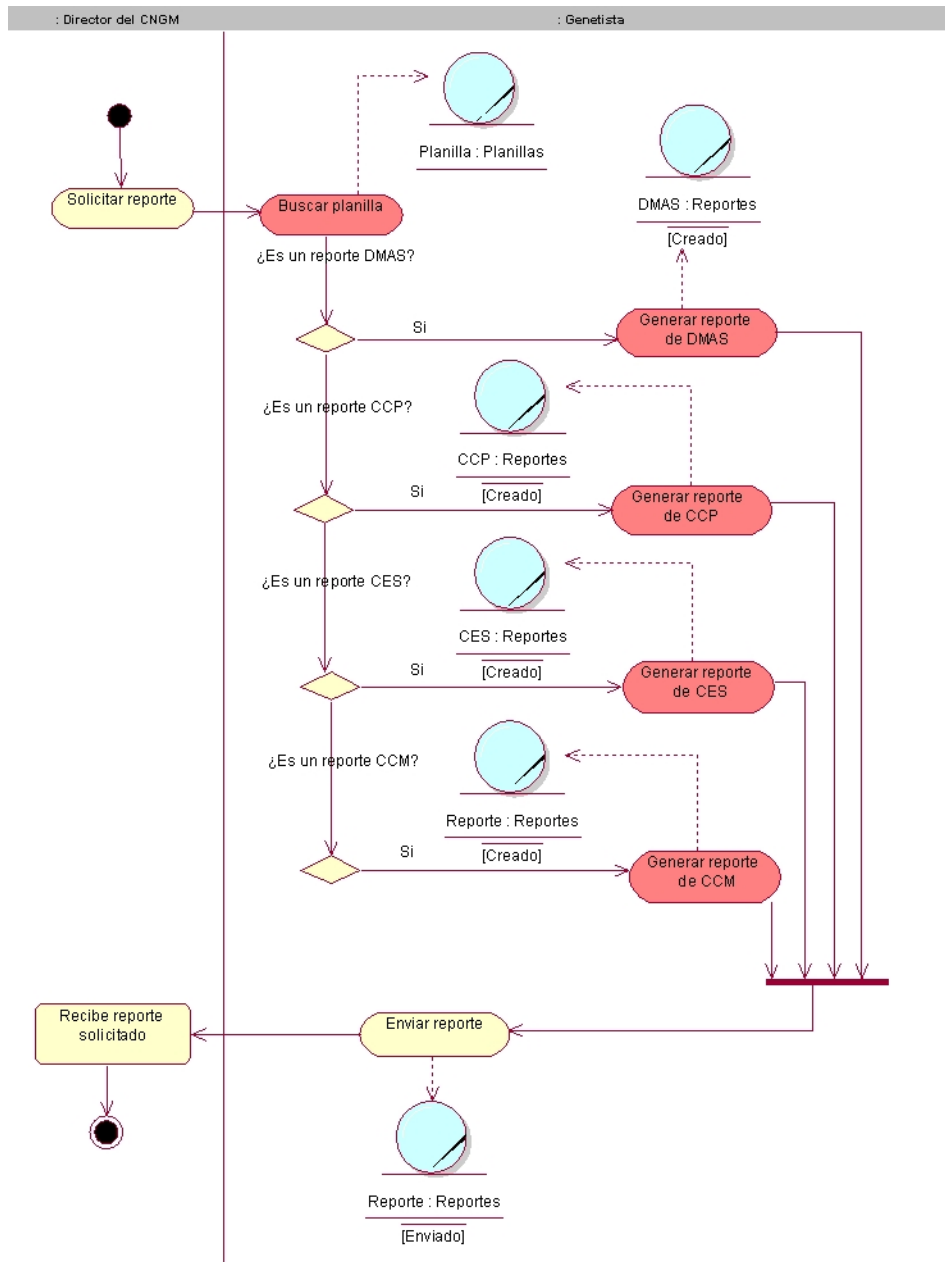 : Director del CNGM
: Genetista
Planilla : Planillas
DMAS : Reportes
[Creado]
Solicitar reporte
Buscar planilla
¿Es un reporte DMAS?
Si
Generar reporte
de DMAS
¿Es un reporte CCP?
CCP : Reportes
[Creado]
Si
Generar reporte
de CCP
¿Es un reporte CES?
CES : Reportes
[Creado]
Si
Generar reporte
de CES
¿Es un reporte CCM?
Reporte : Reportes
[Creado]
Si
Generar reporte
de CCM
Recibe reporte
solicitado
Enviar reporte
Reporte : Reportes
[Enviado]